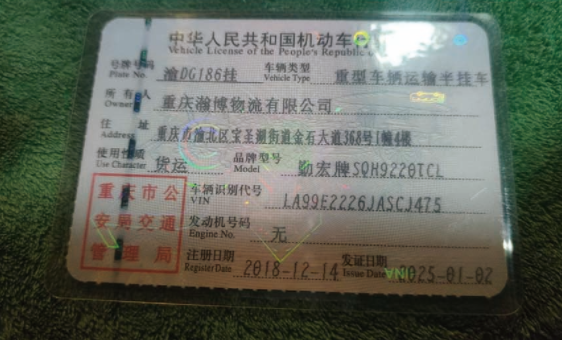 中华人民共和国机动车
Vehicle License of the People's Republic
号牌号码 Plate No. 渝DG186挂 车辆类型 Vehicle Type 重型车辆运输半挂车
所有人 Owner 重庆瀚博物流有限公司
住址 Address 重庆市渝北区宝圣湖街道金石大道368号1幢4楼
使用性质 Use Character 货运 品牌型号 Model 勤宏牌SQH9220TCL
车辆识别代号 VIN LA99E2226JASCJ475
发动机号码 Engine No. 无
注册日期 Register Date 2018-12-14 发证日期 Issue Date 2025-01-02
重庆市公
安局交通
管理局